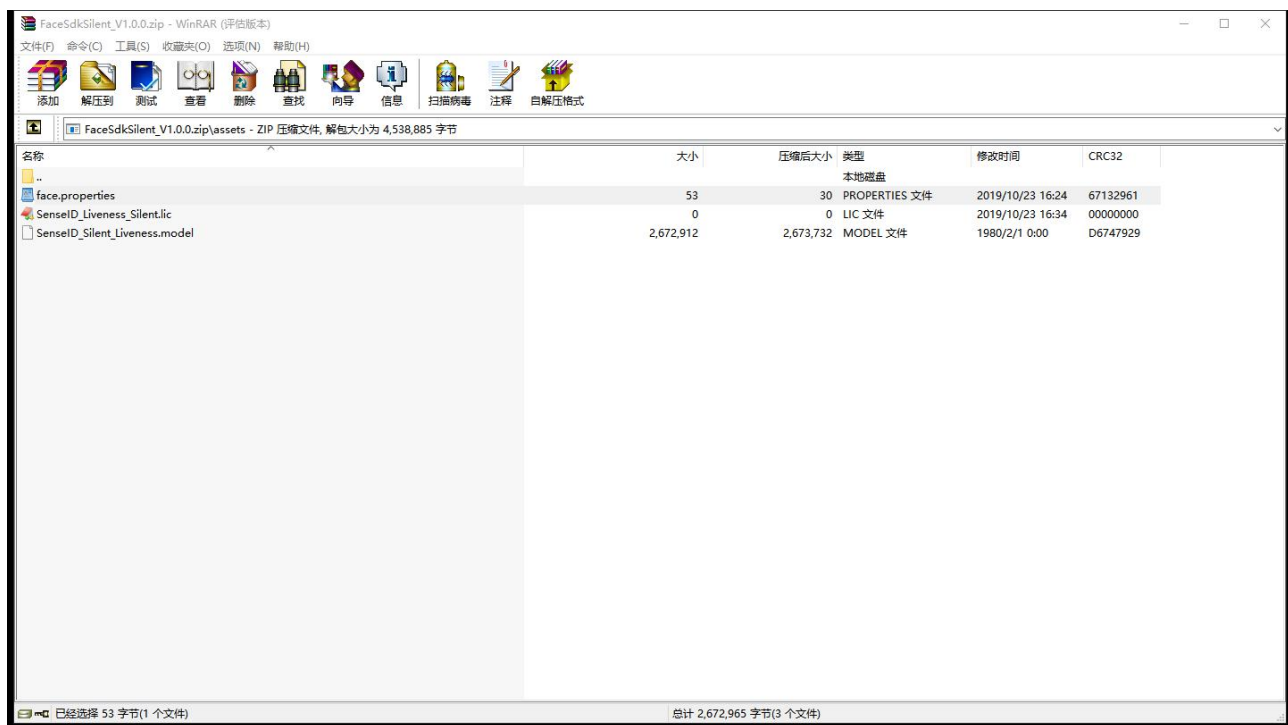 FaceSdkSilent_V1.0.0.zip - WinRAR (评估版本)
文件(F) 命令(C) 工具(S) 收藏夹(O) 选项(N) 帮助(H)
添加 解压到 测试 查看 删除 查找 向导 信息 扫描病毒 注释 自解压格式
FaceSdkSilent_V1.0.0.zip\assets - ZIP 压缩文件, 解包大小为 4,538,885 字节
名称 大小 压缩后大小 类型 修改时间 CRC32
.. 本地磁盘
face.properties 53 30 PROPERTIES 文件 2019/10/23 16:24 67132961
SenseID_Liveness_Silent.lic 0 0 LIC 文件 2019/10/23 16:34 00000000
SenseID_Silent_Liveness.model 2,672,912 2,673,732 MODEL 文件 1980/2/1 0:00 D6747929
已经选择 53 字节(1 个文件) 总计 2,672,965 字节(3 个文件)